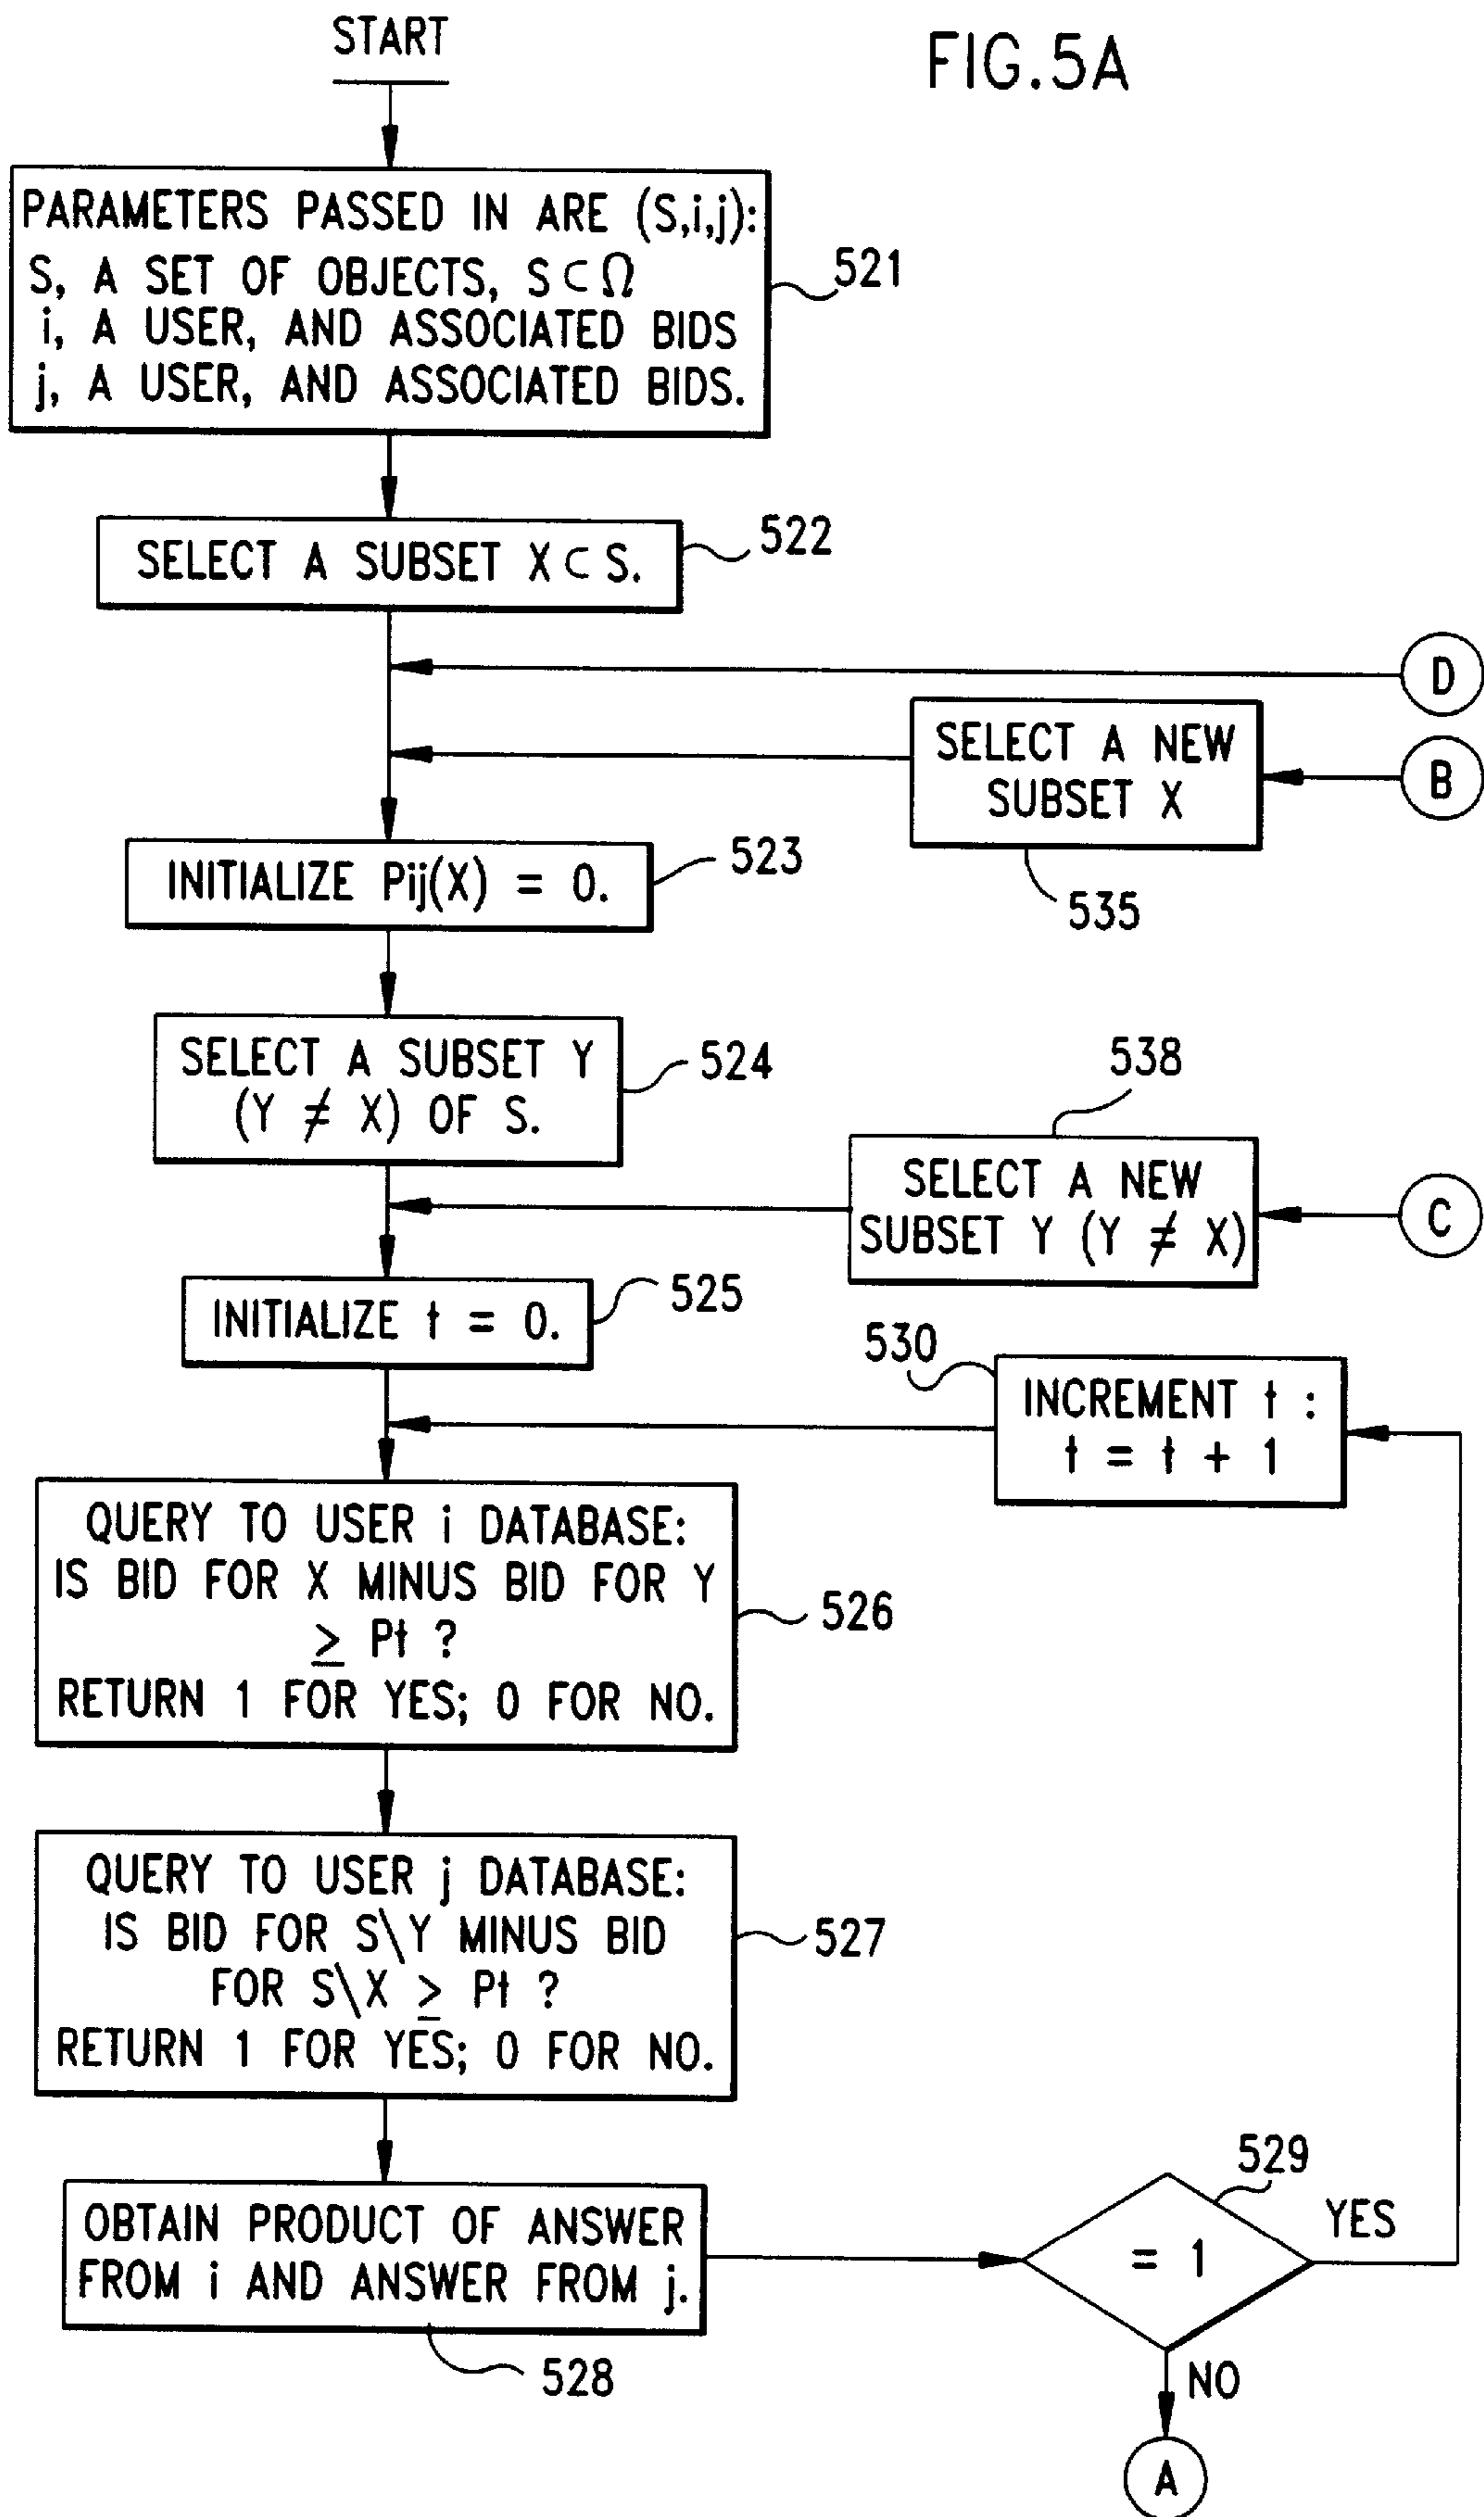 START
FIG.5A
PARAMETERS PASSED IN ARE (S,i,j):
S, A SET OF OBJECTS, S ⊂ Ω
i, A USER, AND ASSOCIATED BIDS
j, A USER, AND ASSOCIATED BIDS.
521
SELECT A SUBSET X ⊂ S.
522
D
SELECT A NEW
SUBSET X
B
535
INITIALIZE Pij(X) = 0.
523
SELECT A SUBSET Y
(Y ≠ X) OF S.
524
538
SELECT A NEW
SUBSET Y (Y ≠ X)
C
INITIALIZE t = 0.
525
530
INCREMENT t :
t = t + 1
QUERY TO USER i DATABASE:
IS BID FOR X MINUS BID FOR Y
≥ Pt ?
RETURN 1 FOR YES; 0 FOR NO.
526
QUERY TO USER j DATABASE:
IS BID FOR S\Y MINUS BID
FOR S\X ≥ Pt ?
RETURN 1 FOR YES; 0 FOR NO.
527
OBTAIN PRODUCT OF ANSWER
FROM i AND ANSWER FROM j.
528
529
= 1
YES
NO
A